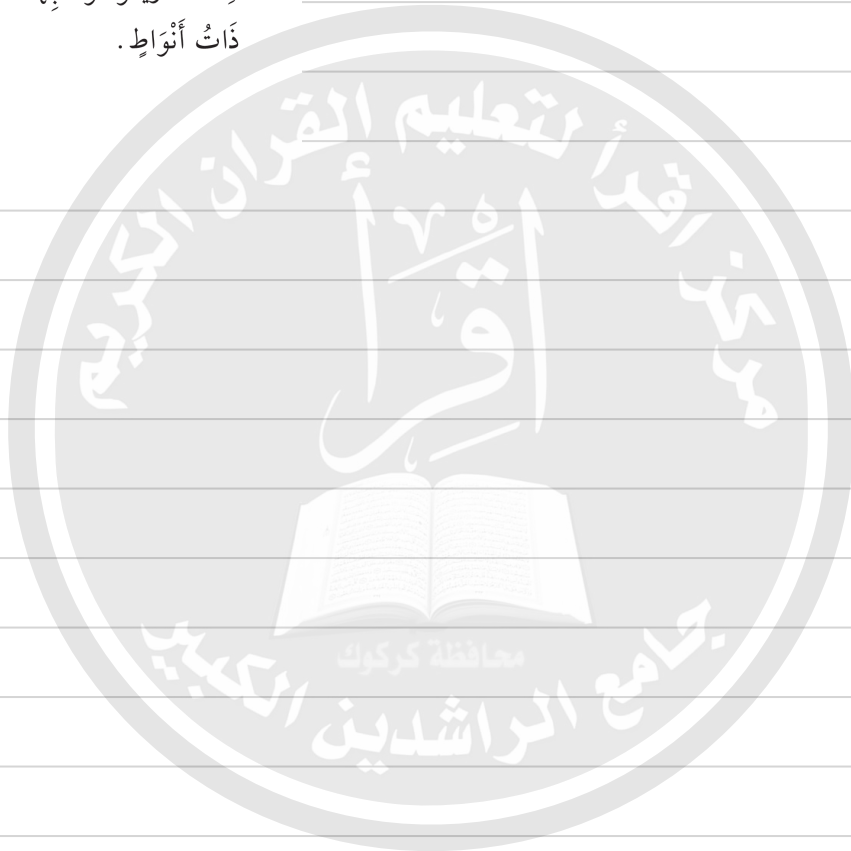 ذَاتُ أَنْوَاطٍ.
مركز اقرأ لتعليم القرآن الكريم
اقْرَأْ
محافظة كركوك
جامع الراشدين الكبير